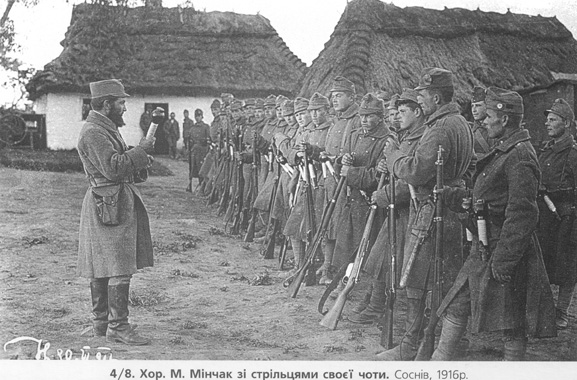 4/8. Хор. М. Мінчак зі стрільцями своєї чоти. Соснів, 1916р.